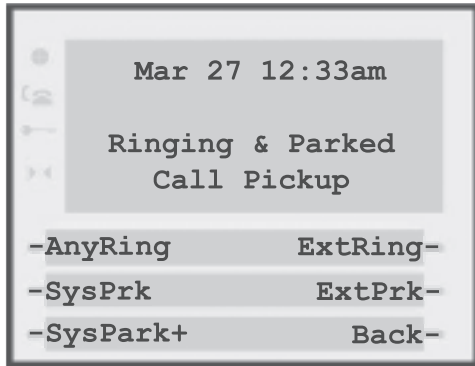 Mar 27 12:33am
Ringing & Parked
Call Pickup
-AnyRing ExtRing-
-SysPrk ExtPrk-
-SysPark+ Back-